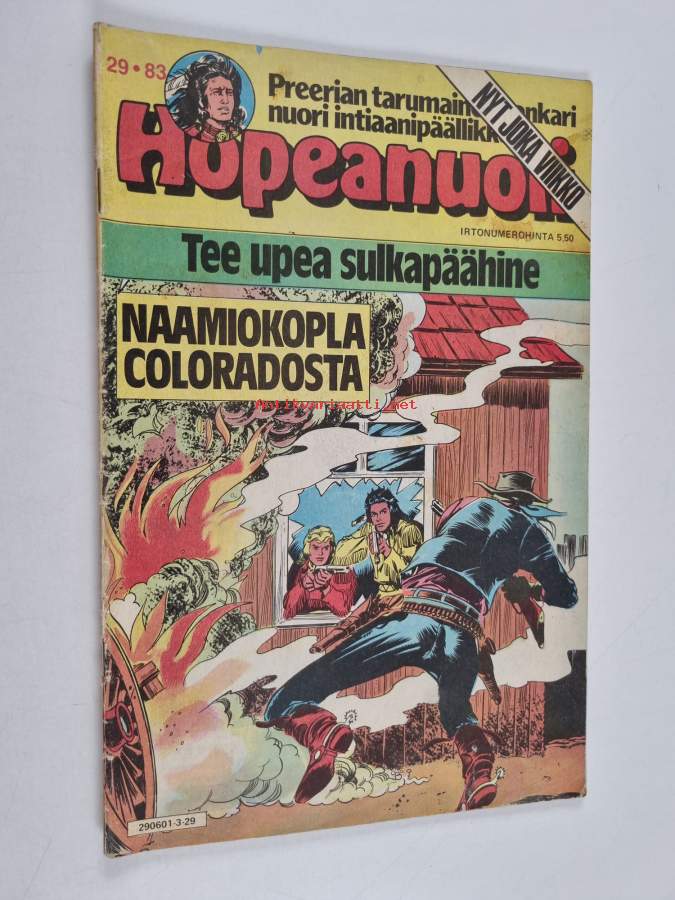 29 • 83
Preerian tarumainen
nuori intiaanipäällikkö
NYT JOKA VIIKKO
Hopeanuoli
IRTONUMEROHINTA 5,50
Tee upea sulkapäähine
NAAMIOKOPLA
COLORADOSTA
Antikvariaatti.net
290601-3-29